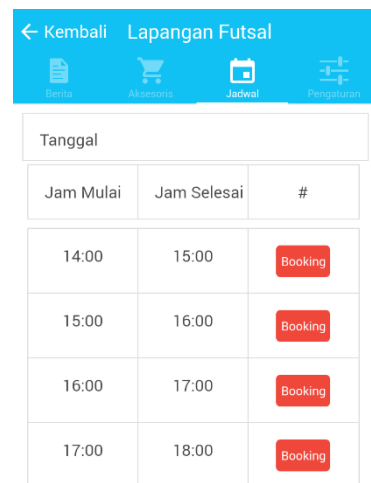 Kembali Lapangan Futsal
Berita Aksesoris Jadwal Pengaturan
Tanggal
Jam Mulai Jam Selesai #
14:00 15:00 Booking
15:00 16:00 Booking
16:00 17:00 Booking
17:00 18:00 Booking